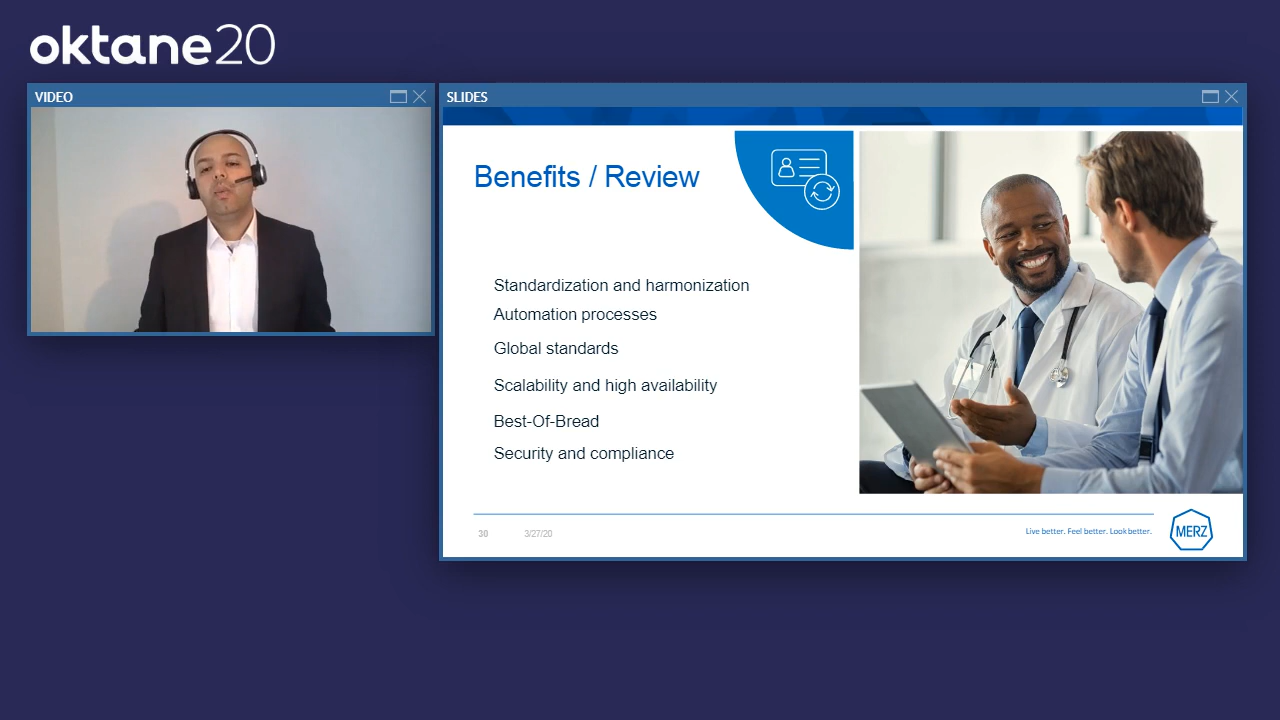 oktane20
VIDEO
SLIDES
Benefits / Review
Standardization and harmonization
Automation processes
Global standards
Scalability and high availability
Best-Of-Bread
Security and compliance
30 3/27/20
Live better. Feel better. Look better.
MERZ